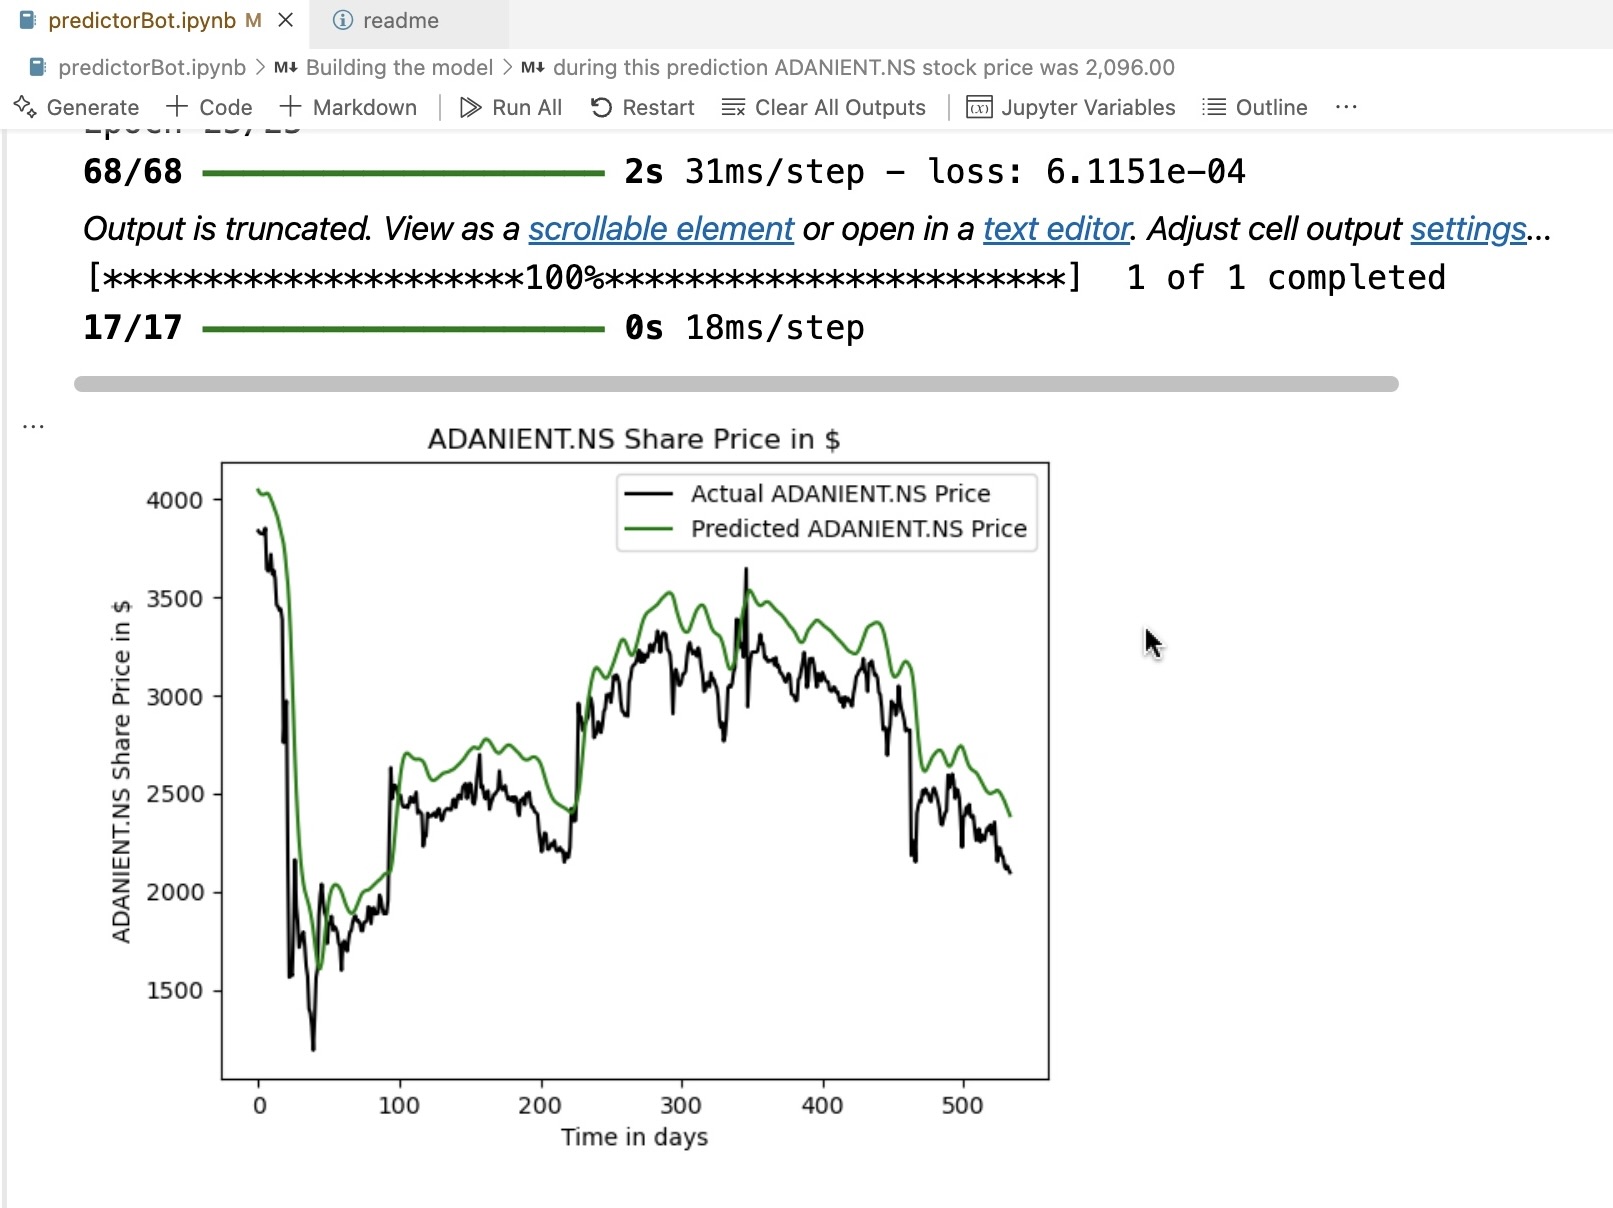 predictorBot.ipynb M
readme
predictorBot.ipynb > M↓ Building the model > M↓ during this prediction ADANIENT.NS stock price was 2,096.00
Generate + Code + Markdown | Run All Restart Clear All Outputs | Jupyter Variables Outline ...
68/68 2s 31ms/step - loss: 6.1151e-04
Output is truncated. View as a scrollable element or open in a text editor. Adjust cell output settings...
[*********************100%***********************] 1 of 1 completed
17/17 0s 18ms/step
...
ADANIENT.NS Share Price in $
Actual ADANIENT.NS Price
Predicted ADANIENT.NS Price
ADANIENT.NS Share Price in $
4000
3500
3000
2500
2000
1500
0 100 200 300 400 500
Time in days